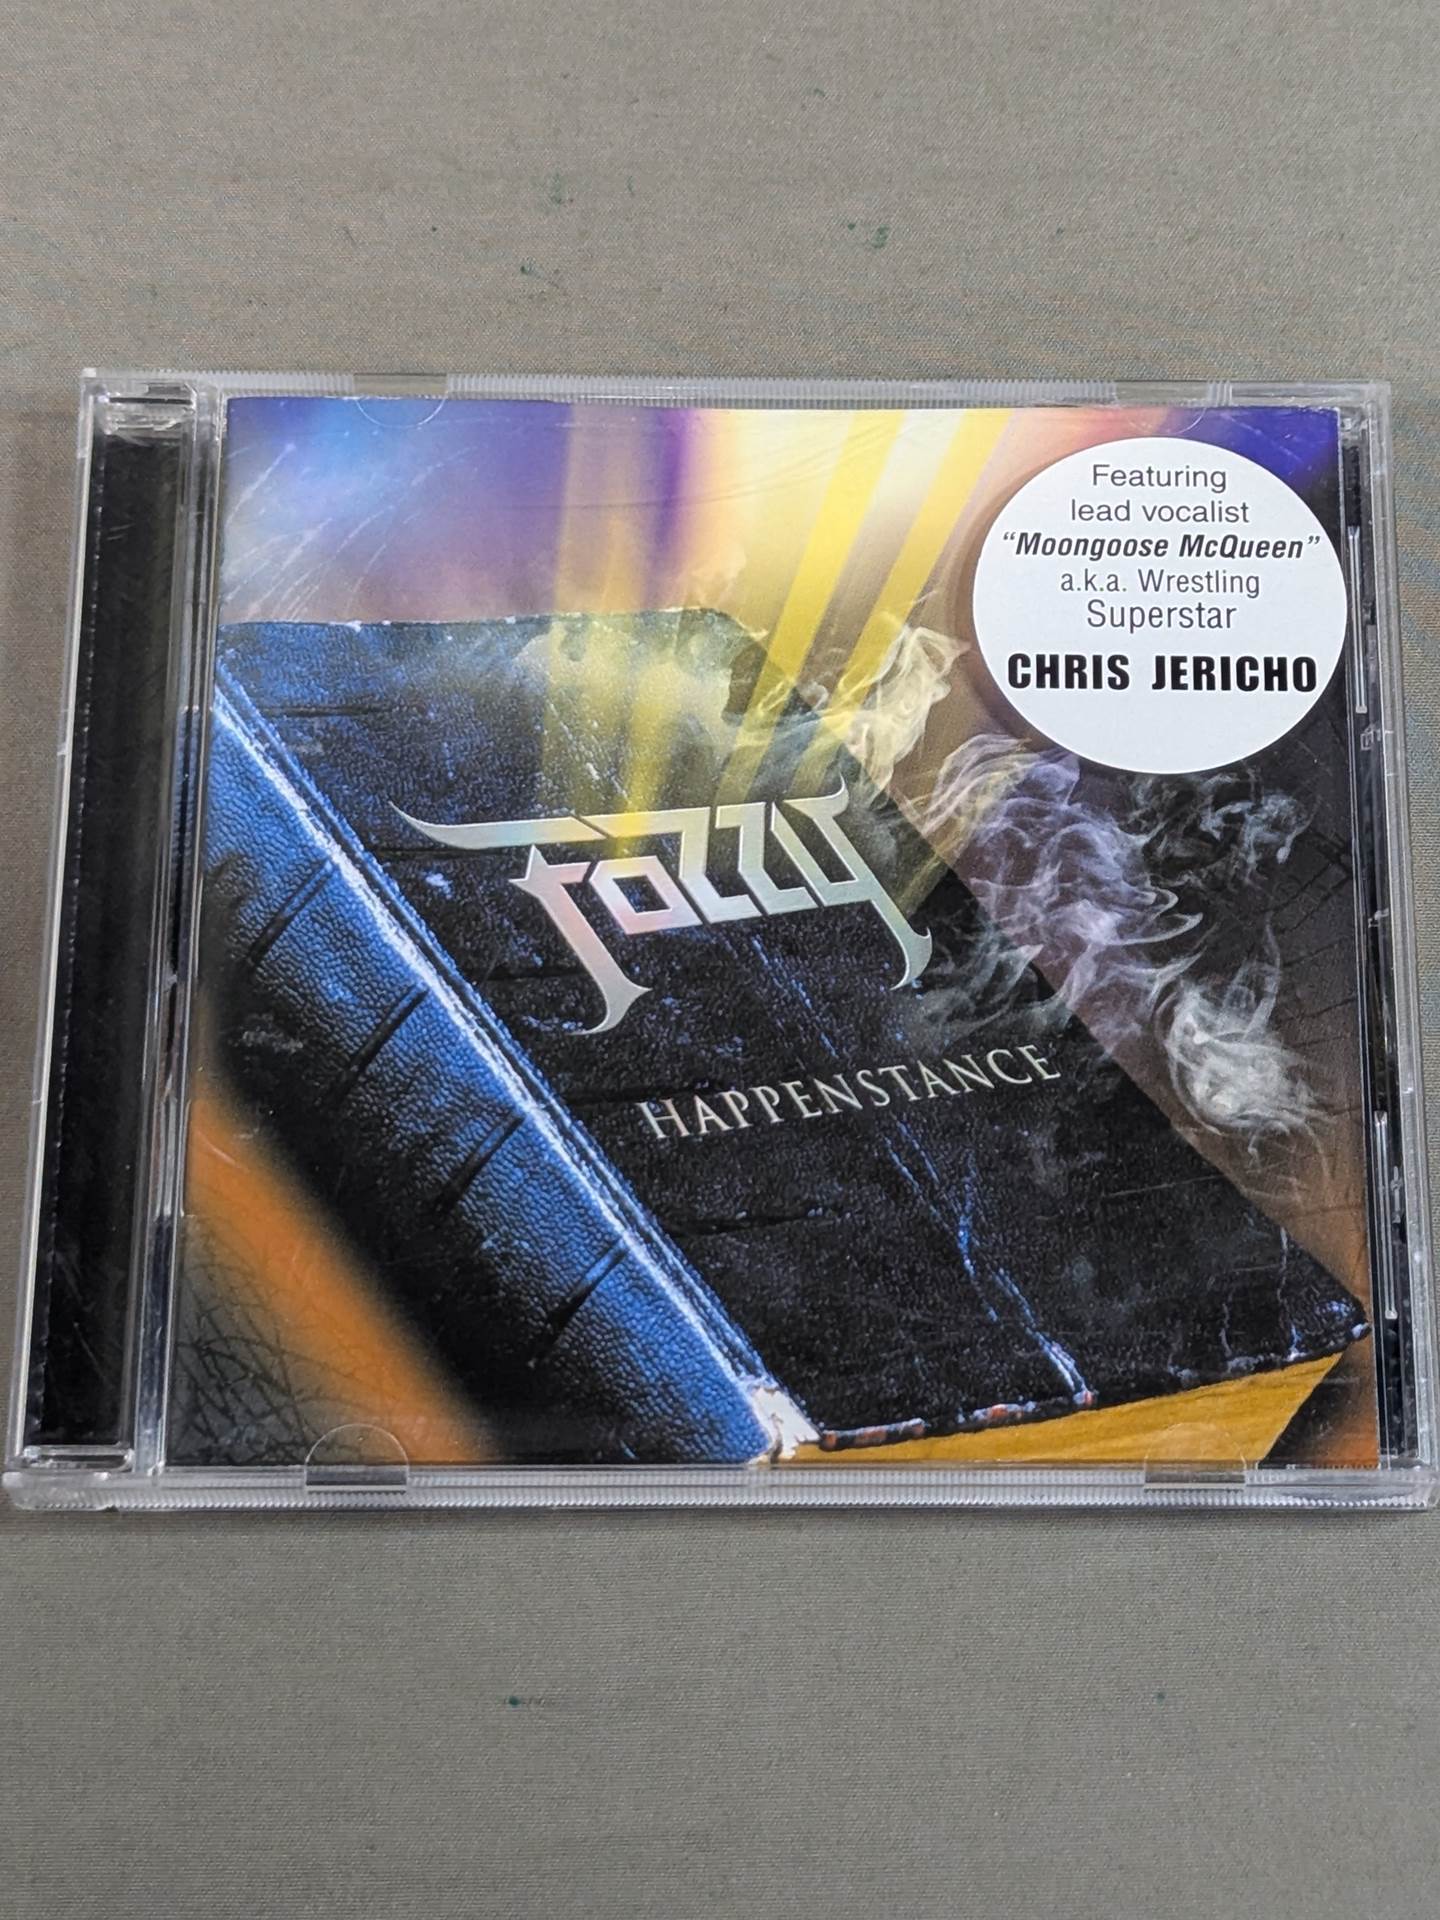 Featuring
lead vocalist
“Moongoose McQueen”
a.k.a. Wrestling
Superstar
CHRIS JERICHO
FOZZY
HAPPENSTANCE